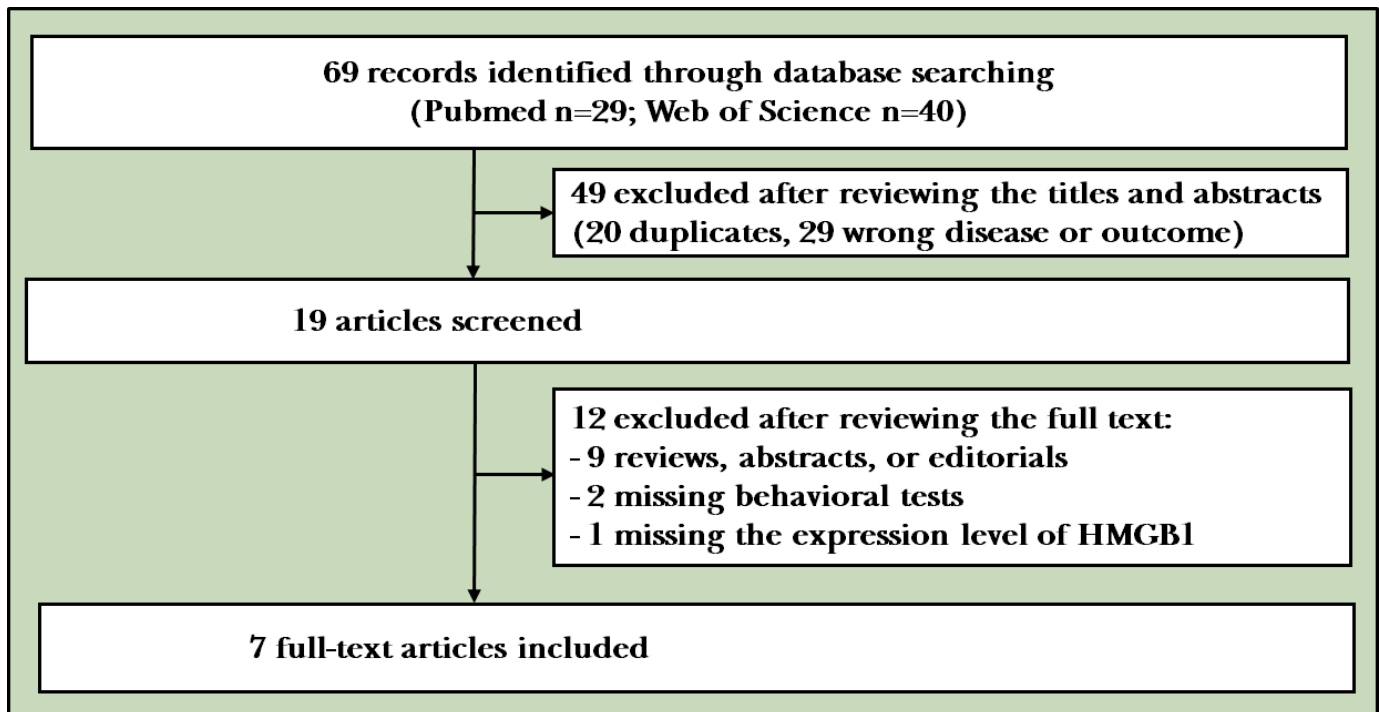 69 records identified through database searching
(Pubmed n=29; Web of Science n=40)
49 excluded after reviewing the titles and abstracts
(20 duplicates, 29 wrong disease or outcome)
19 articles screened
12 excluded after reviewing the full text:
- 9 reviews, abstracts, or editorials
- 2 missing behavioral tests
- 1 missing the expression level of HMGB1
7 full-text articles included